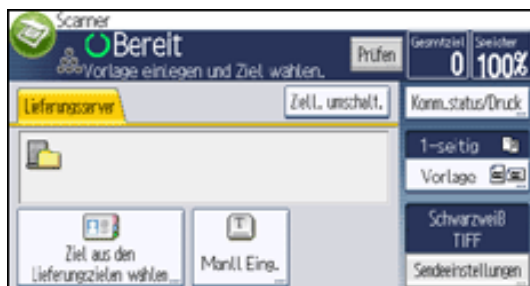 Scanner
Bereit
Vorlage einlegen und Ziel wählen.
Prüfen
Gesamtziel
0
Speicher
100%
Lieferungsserver
Zell. umschalt.
Komm.status/Druck
1-seitig
Vorlage
Ziel aus den
Lieferungszielen wählen
Manll Eing.
Schwarzweiß
TIFF
Sendeeinstellungen